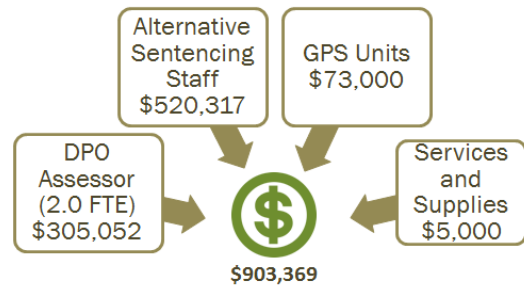 Alternative
Sentencing
Staff
$520,317
GPS Units
$73,000
DPO
Assessor
(2.0 FTE)
$305,052
Services
and
Supplies
$5,000
$
$903,369